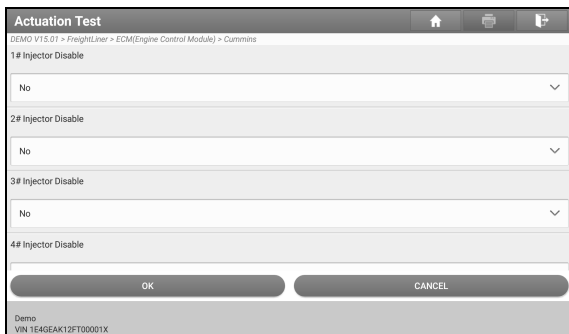 Actuation Test
DEMO V15.01 > FreightLiner > ECM(Engine Control Module) > Cummins
1# Injector Disable
No
2# Injector Disable
No
3# Injector Disable
No
4# Injector Disable
OK
CANCEL
Demo
VIN 1E4GEAK12FT00001X